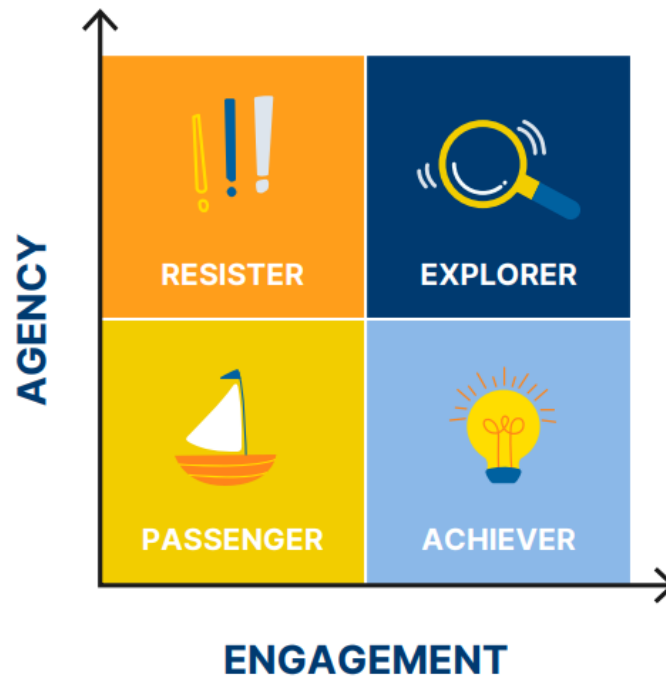 AGENCY
RESISTER
EXPLORER
PASSENGER
ACHIEVER
ENGAGEMENT